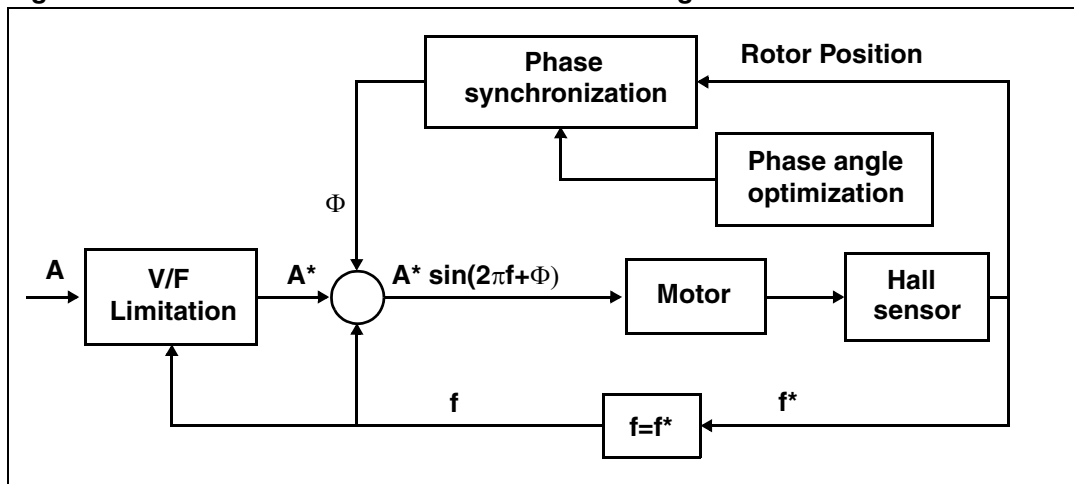 Phase
synchronization
Rotor Position
Phase angle
optimization
Φ
A
V/F
Limitation
A*
A* sin(2πf+Φ)
Motor
Hall
sensor
f
f=f*
f*